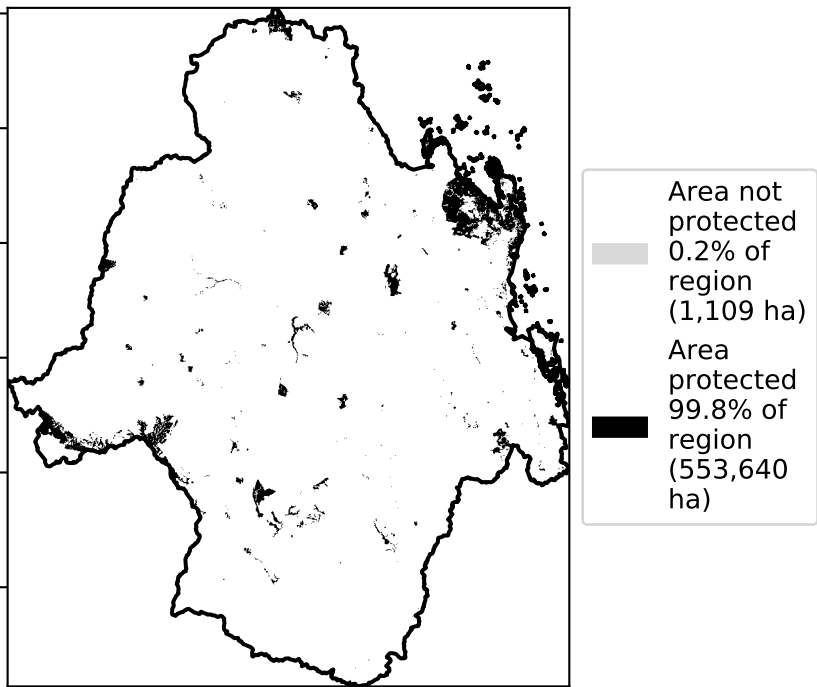 Area not
protected
0.2% of
region
(1,109 ha)
Area
protected
99.8% of
region
(553,640
ha)